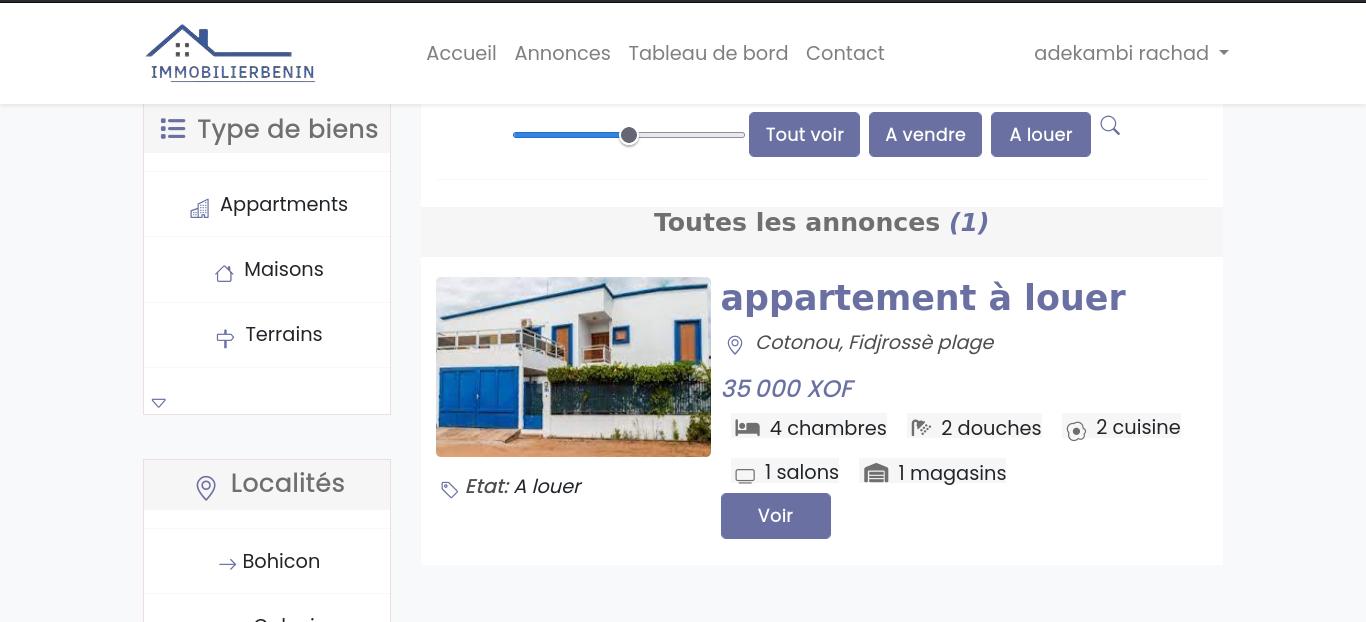 IMMOBILIERBENIN
Accueil Annonces Tableau de bord Contact
adekambi rachad
Type de biens
Appartments
Maisons
Terrains
Localités
Bohicon
Tout voir
A vendre
A louer
Toutes les annonces (1)
appartement à louer
Cotonou, Fidjrossè plage
35 000 XOF
4 chambres 2 douches 2 cuisine
1 salons 1 magasins
Etat: A louer
Voir